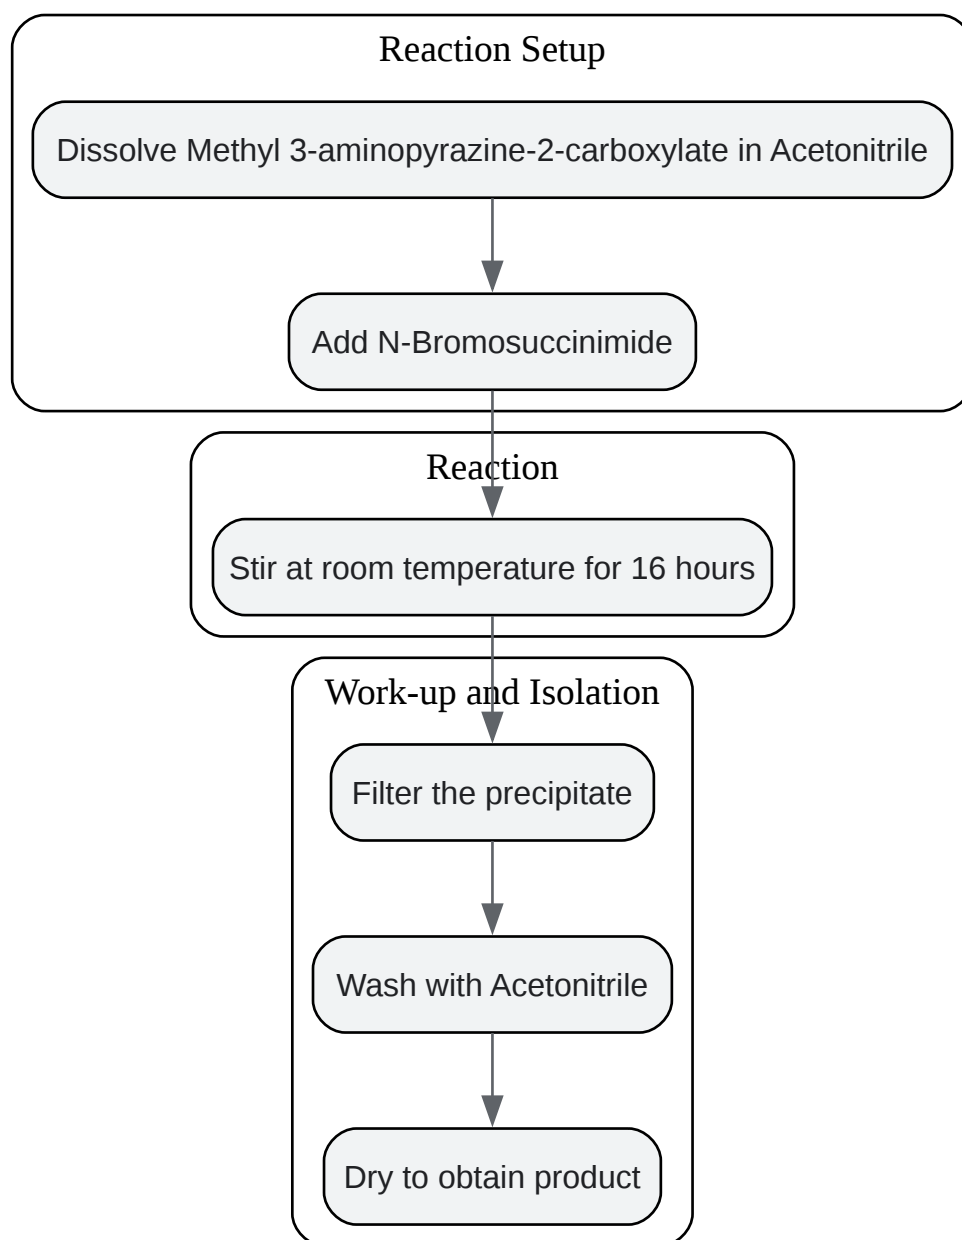 Reaction Setup
Dissolve Methyl 3-aminopyrazine-2-carboxylate in Acetonitrile
Add N-Bromosuccinimide
Reaction
Stir at room temperature for 16 hours
Work-up and Isolation
Filter the precipitate
Wash with Acetonitrile
Dry to obtain product